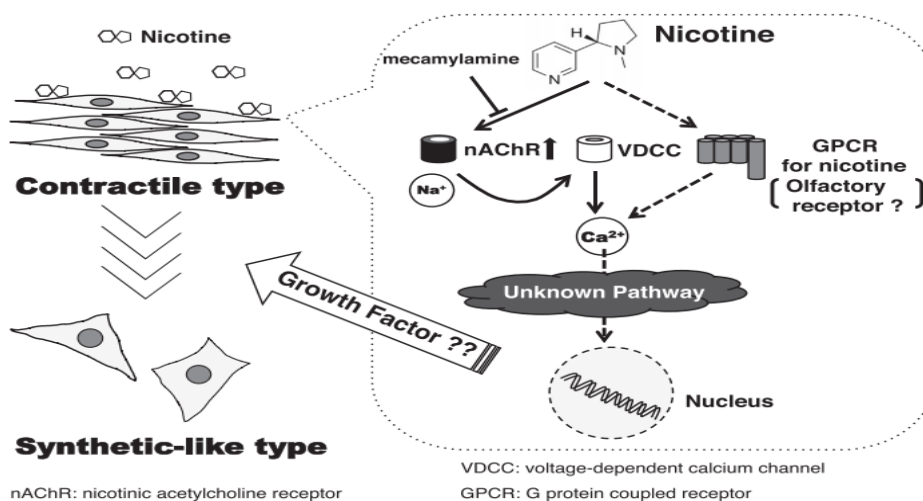 Nicotine
Contractile type
Synthetic-like type
nAChR: nicotinic acetylcholine receptor
Nicotine
H
N
N
mecamylamine
nAChR
VDCC
GPCR
for nicotine
Olfactory
receptor ?
Na⁺
Ca²⁺
Unknown Pathway
Growth Factor ??
Nucleus
VDCC: voltage-dependent calcium channel
GPCR: G protein coupled receptor